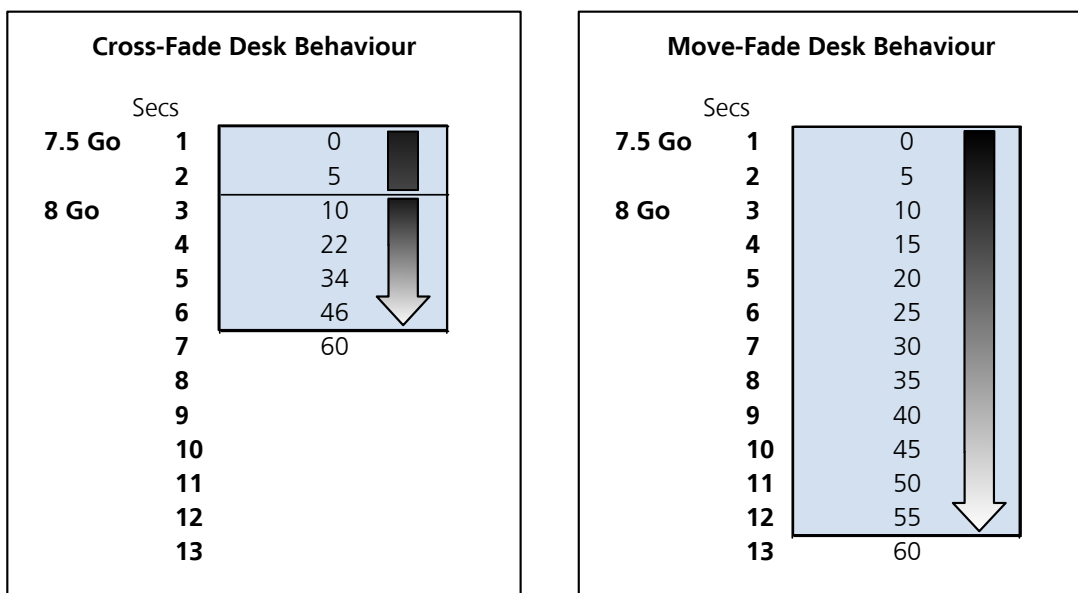 Cross-Fade Desk Behaviour
Secs
7.5 Go 1 0
2 5
8 Go 3 10
4 22
5 34
6 46
7 60
8
9
10
11
12
13
Move-Fade Desk Behaviour
Secs
7.5 Go 1 0
2 5
8 Go 3 10
4 15
5 20
6 25
7 30
8 35
9 40
10 45
11 50
12 55
13 60